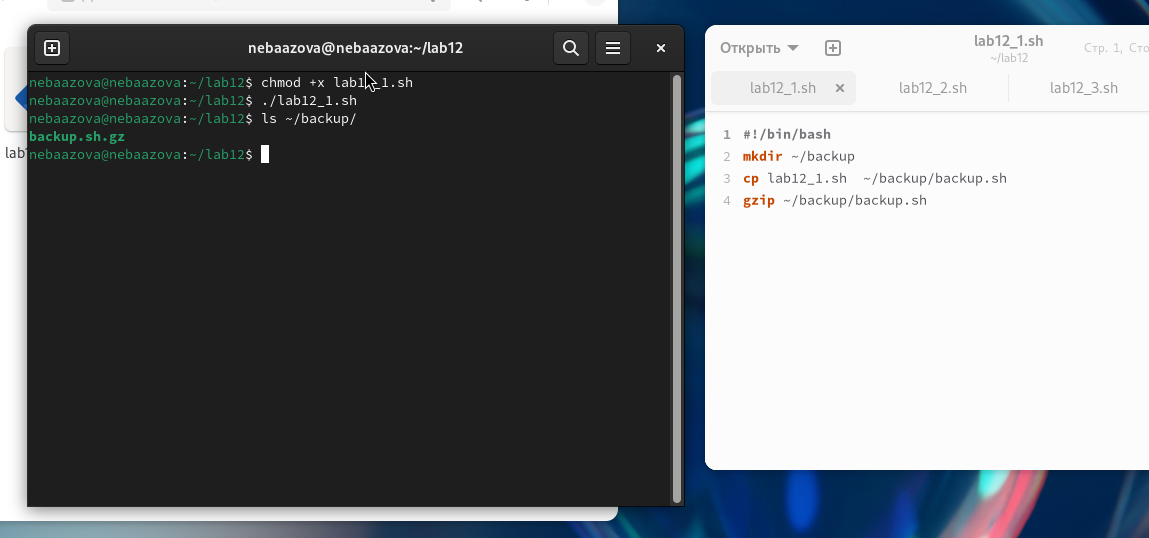 nebaazova@nebaazova:~/lab12
nebaazova@nebaazova:~/lab12$ chmod +x lab12_1.sh
nebaazova@nebaazova:~/lab12$ ./lab12_1.sh
nebaazova@nebaazova:~/lab12$ ls ~/backup/
backup.sh.gz
nebaazova@nebaazova:~/lab12$
Открыть
lab12_1.sh
~/lab12
Стр. 1, Сто
lab12_1.sh
lab12_2.sh
lab12_3.sh
1 #!/bin/bash
2 mkdir ~/backup
3 cp lab12_1.sh  ~/backup/backup.sh
4 gzip ~/backup/backup.sh